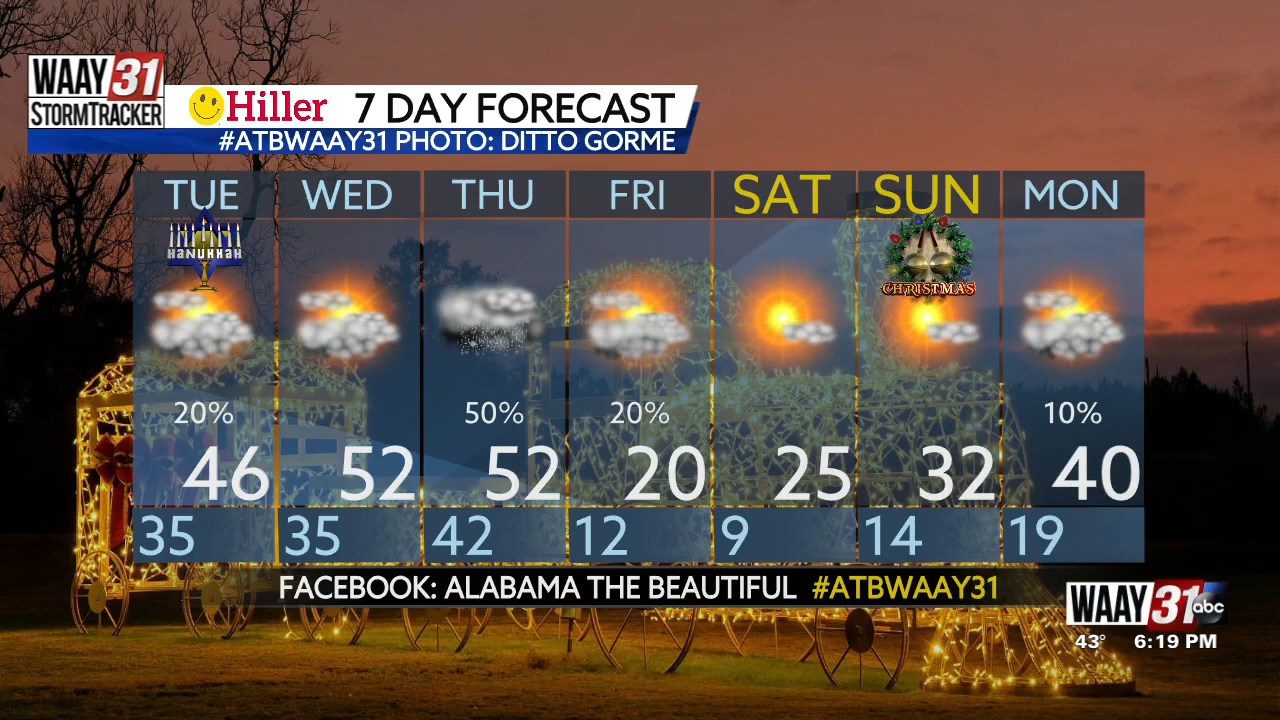 WAAY 31
STORMTRACKER
Hiller 7 DAY FORECAST
#ATBWAAY31 PHOTO: DITTO GORME
TUE WED THU FRI SAT SUN MON
HANUKKAH
CHRISTMAS
20% 50% 20% 10%
46 52 52 20 25 32 40
35 35 42 12 9 14 19
FACEBOOK: ALABAMA THE BEAUTIFUL #ATBWAAY31
WAAY 31 abc
43° 6:19 PM